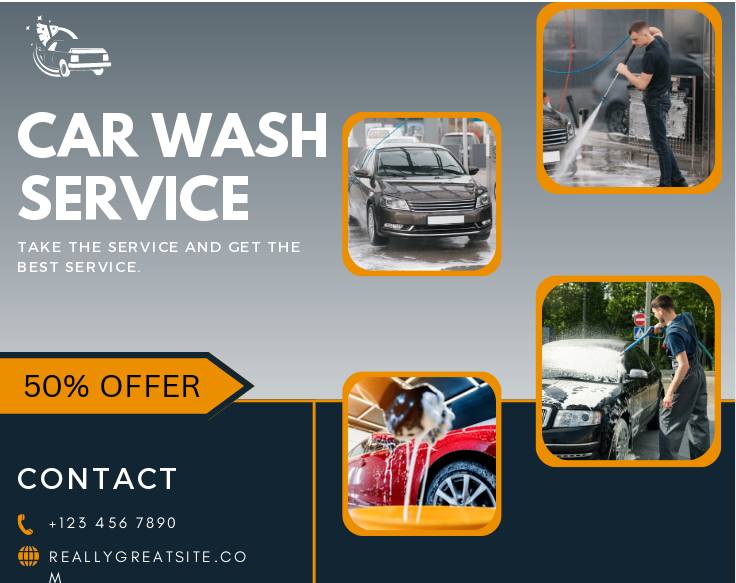 CAR WASH
SERVICE
TAKE THE SERVICE AND GET THE
BEST SERVICE.
50% OFFER
CONTACT
+123 456 7890
REALLYGREATSITE.CO
M